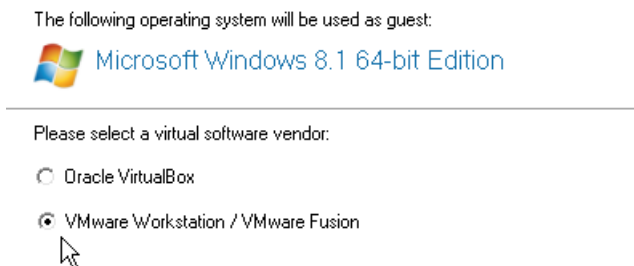 The following operating system will be used as guest:
Microsoft Windows 8.1 64-bit Edition
Please select a virtual software vendor:
Oracle VirtualBox
VMware Workstation / VMware Fusion